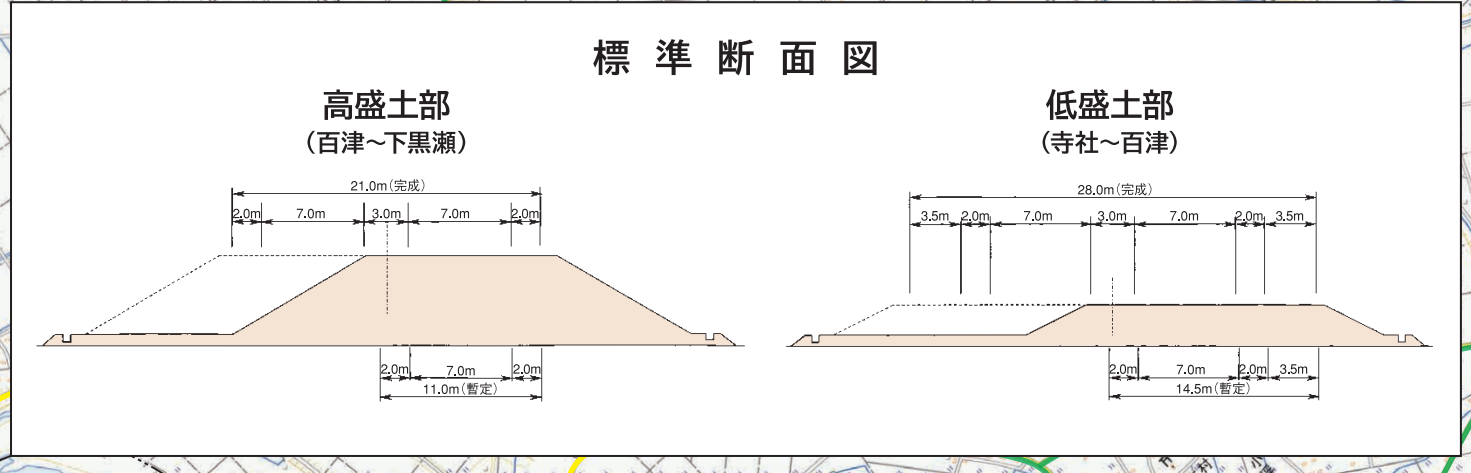 標準断面図
高盛土部
（百津～下黒瀬）
21.0m（完成）
2.0m 7.0m 3.0m 7.0m 2.0m
2.0m 7.0m 2.0m
11.0m（暫定）
低盛土部
（寺社～百津）
28.0m（完成）
3.5m 2.0m 7.0m 3.0m 7.0m 2.0m 3.5m
2.0m 7.0m 2.0m 3.5m
14.5m（暫定）
村